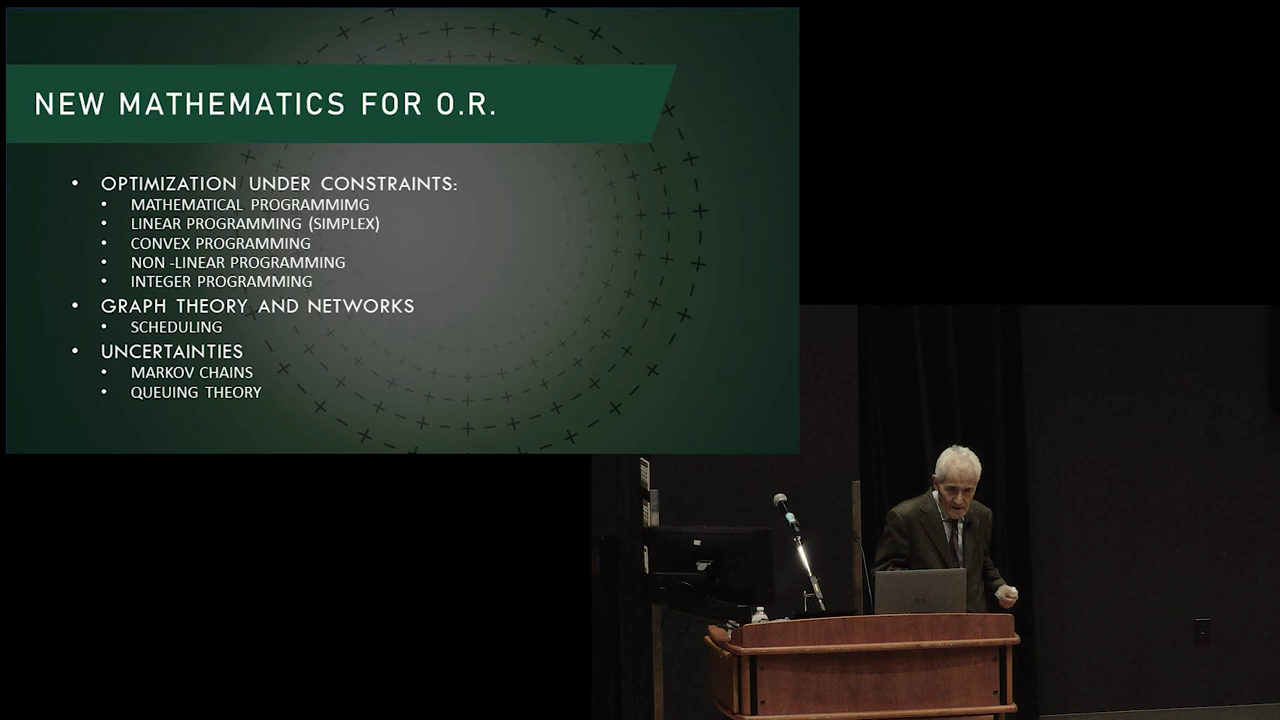 NEW MATHEMATICS FOR O.R.
• OPTIMIZATION UNDER CONSTRAINTS:
• MATHEMATICAL PROGRAMMIMG
• LINEAR PROGRAMMING (SIMPLEX)
• CONVEX PROGRAMMING
• NON -LINEAR PROGRAMMING
• INTEGER PROGRAMMING
• GRAPH THEORY AND NETWORKS
• SCHEDULING
• UNCERTAINTIES
• MARKOV CHAINS
• QUEUING THEORY